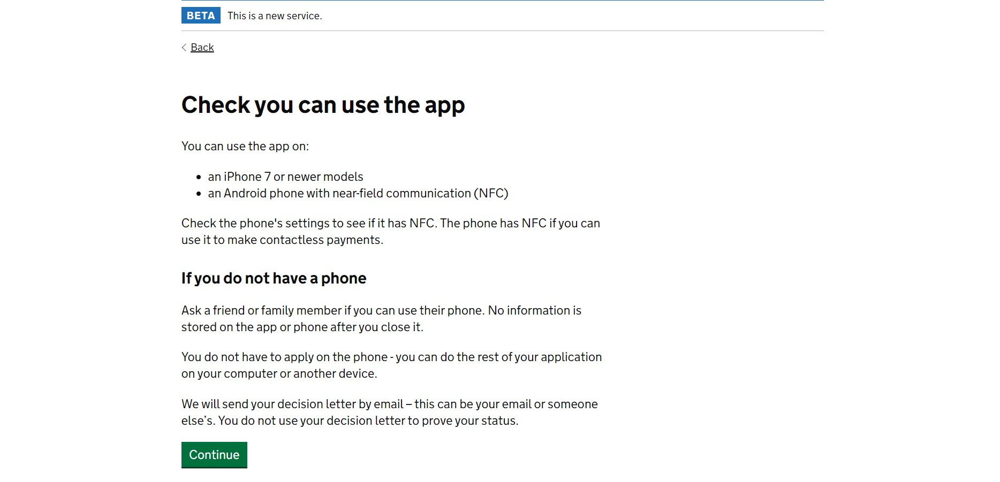 BETA This is a new service.
Back
Check you can use the app
You can use the app on:
• an iPhone 7 or newer models
• an Android phone with near-field communication (NFC)
Check the phone's settings to see if it has NFC. The phone has NFC if you can
use it to make contactless payments.
If you do not have a phone
Ask a friend or family member if you can use their phone. No information is
stored on the app or phone after you close it.
You do not have to apply on the phone - you can do the rest of your application
on your computer or another device.
We will send your decision letter by email – this can be your email or someone
else’s. You do not use your decision letter to prove your status.
Continue